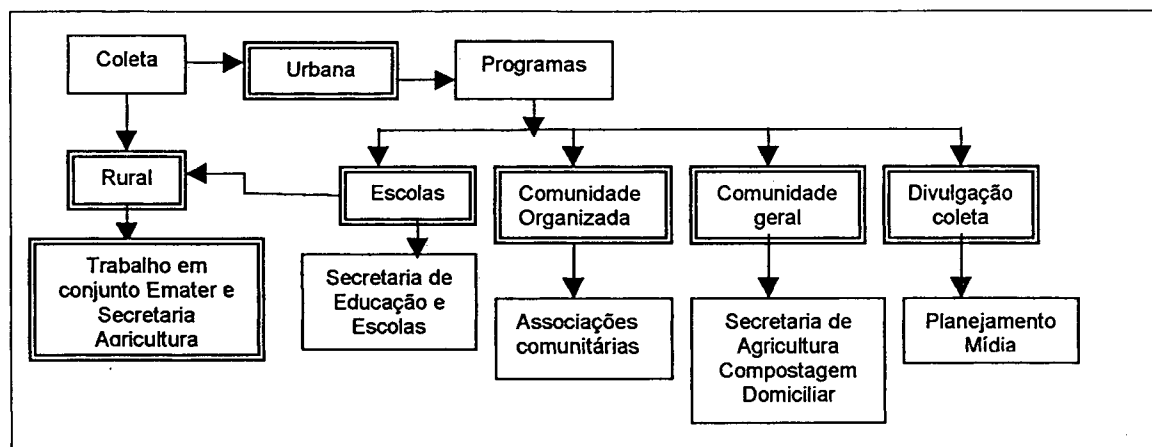 Coleta
Urbana
Programas
Rural
Escolas
Comunidade
Organizada
Comunidade
geral
Divulgação
coleta
Trabalho em
conjunto Emater e
Secretaria
Agricultura
Secretaria de
Educação e
Escolas
Associações
comunitárias
Secretaria de
Agricultura
Compostagem
Domiciliar
Planejamento
Mídia